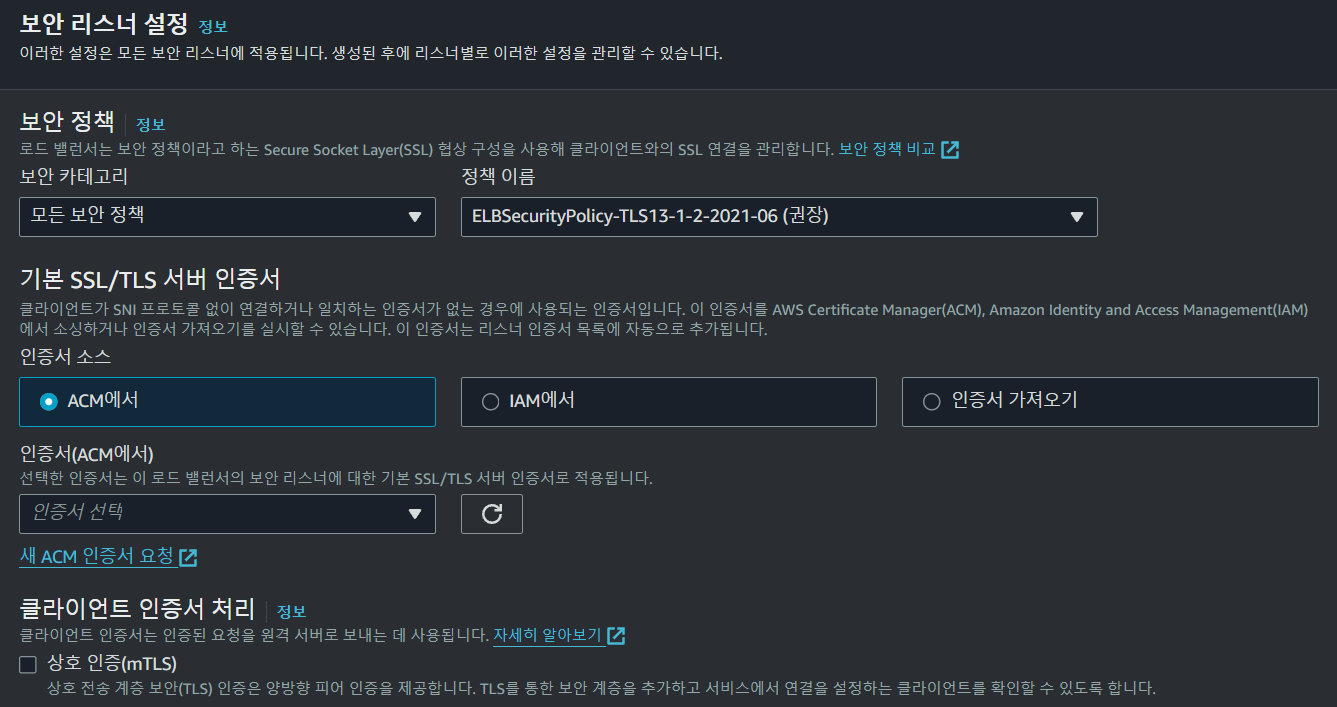 보안 리스너 설정 정보
이러한 설정은 모든 보안 리스너에 적용됩니다. 생성된 후에 리스너별로 이러한 설정을 관리할 수 있습니다.
보안 정책 정보
로드 밸런서는 보안 정책이라고 하는 Secure Socket Layer(SSL) 협상 구성을 사용해 클라이언트와의 SSL 연결을 관리합니다. 보안 정책 비교
보안 카테고리 정책 이름
모든 보안 정책 ELBSecurityPolicy-TLS13-1-2-2021-06 (권장)
기본 SSL/TLS 서버 인증서
클라이언트가 SNI 프로토콜 없이 연결하거나 일치하는 인증서가 없는 경우에 사용되는 인증서입니다. 이 인증서를 AWS Certificate Manager(ACM), Amazon Identity and Access Management(IAM)
에서 소싱하거나 인증서 가져오기를 실시할 수 있습니다. 이 인증서는 리스너 인증서 목록에 자동으로 추가됩니다.
인증서 소스
ACM에서 IAM에서 인증서 가져오기
인증서(ACM에서)
선택한 인증서는 이 로드 밸런서의 보안 리스너에 대한 기본 SSL/TLS 서버 인증서로 적용됩니다.
인증서 선택
새 ACM 인증서 요청
클라이언트 인증서 처리 정보
클라이언트 인증서는 인증된 요청을 원격 서버로 보내는 데 사용됩니다. 자세히 알아보기
상호 인증(mTLS)
상호 전송 계층 보안(TLS) 인증은 양방향 피어 인증을 제공합니다. TLS를 통한 보안 계층을 추가하고 서비스에서 연결을 설정하는 클라이언트를 확인할 수 있도록 합니다.